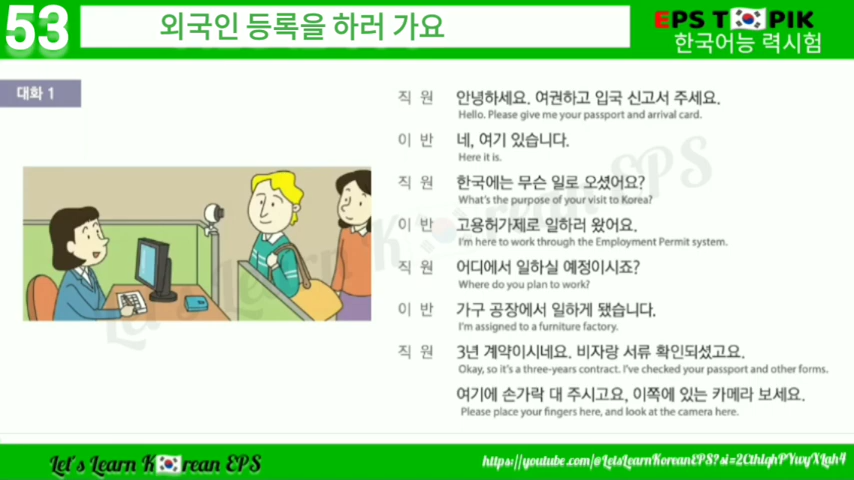 53
외국인 등록을 하러 가요
EPS TOPIK
한국어능 력시험
대화 1
직 원 안녕하세요. 여권하고 입국 신고서 주세요.
Hello. Please give me your passport and arrival card.
이 반 네, 여기 있습니다.
Here it is.
직 원 한국에는 무슨 일로 오셨어요?
What's the purpose of your visit to Korea?
이 반 고용허가제로 일하러 왔어요.
I'm here to work through the Employment Permit system.
직 원 어디에서 일하실 예정이시죠?
Where do you plan to work?
이 반 가구 공장에서 일하게 됐습니다.
I'm assigned to a furniture factory.
직 원 3년 계약이시네요. 비자랑 서류 확인되셨고요.
Okay, so it's a three-years contract. I've checked your passport and other forms.
여기에 손가락 대 주시고요, 이쪽에 있는 카메라 보세요.
Please place your fingers here, and look at the camera here.
Let's Learn Korean EPS
Let's Learn Korean EPS